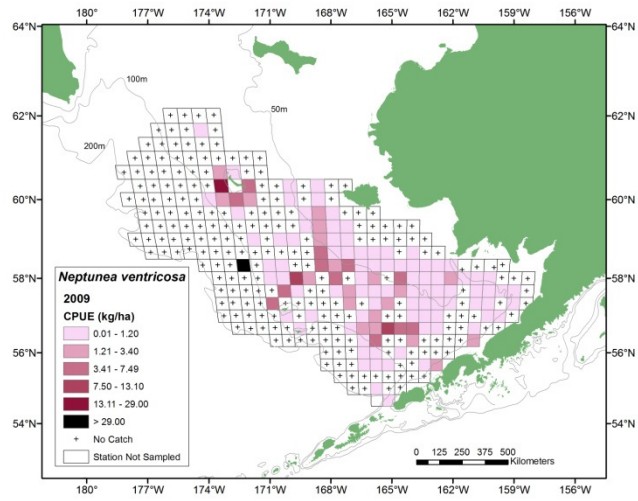 180° 177°W 174°W 171°W 168°W 165°W 162°W 159°W 156°W
64°N 64°N
100m
50m
62°N 62°N
200m
60°N 60°N
58°N 58°N
Neptunea ventricosa
2009
CPUE (kg/ha)
0.01 - 1.20
1.21 - 3.40
3.41 - 7.49
7.50 - 13.10
13.11 - 29.00
> 29.00
+ No Catch
Station Not Sampled
56°N 56°N
54°N 54°N
0 125 250 375 500
Kilometers
180° 177°W 174°W 171°W 168°W 165°W 162°W 159°W 156°W